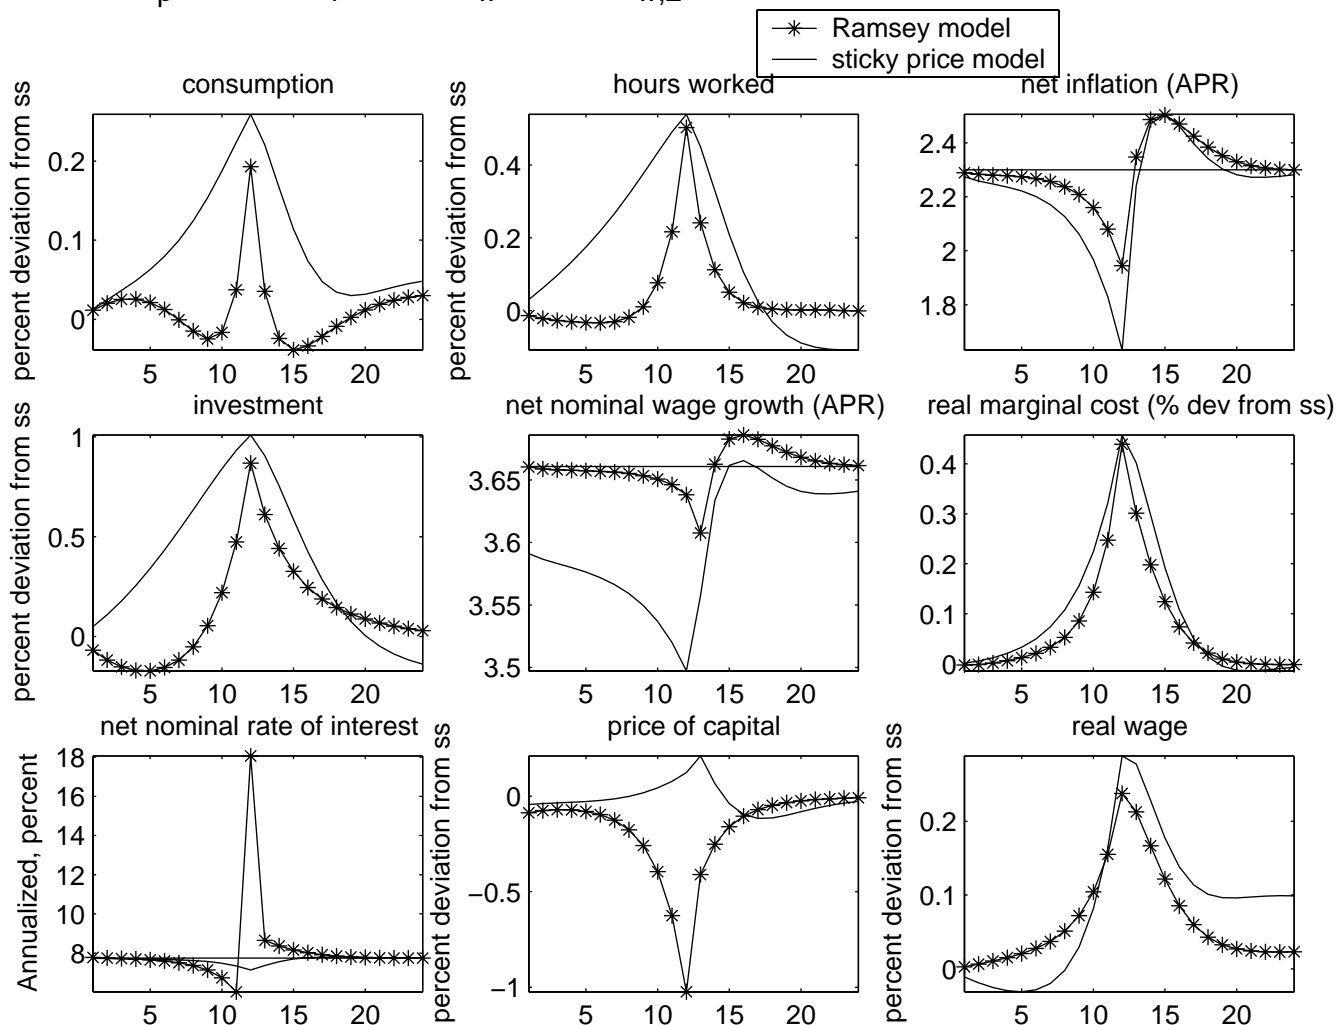 Ramsey model
sticky price model
consumption
hours worked
net inflation (APR)
percent deviation from ss
percent deviation from ss
0.2
0.1
0
5 10 15 20
0.4
0.2
0
5 10 15 20
2.4
2.2
2
1.8
5 10 15 20
investment
net nominal wage growth (APR)
real marginal cost (% dev from ss)
percent deviation from ss
1
0.5
0
5 10 15 20
3.65
3.6
3.55
3.5
5 10 15 20
0.4
0.3
0.2
0.1
0
5 10 15 20
net nominal rate of interest
price of capital
real wage
Annualized, percent
percent deviation from ss
percent deviation from ss
18
16
14
12
10
8
5 10 15 20
0
−0.5
−1
5 10 15 20
0.2
0.1
0
5 10 15 20